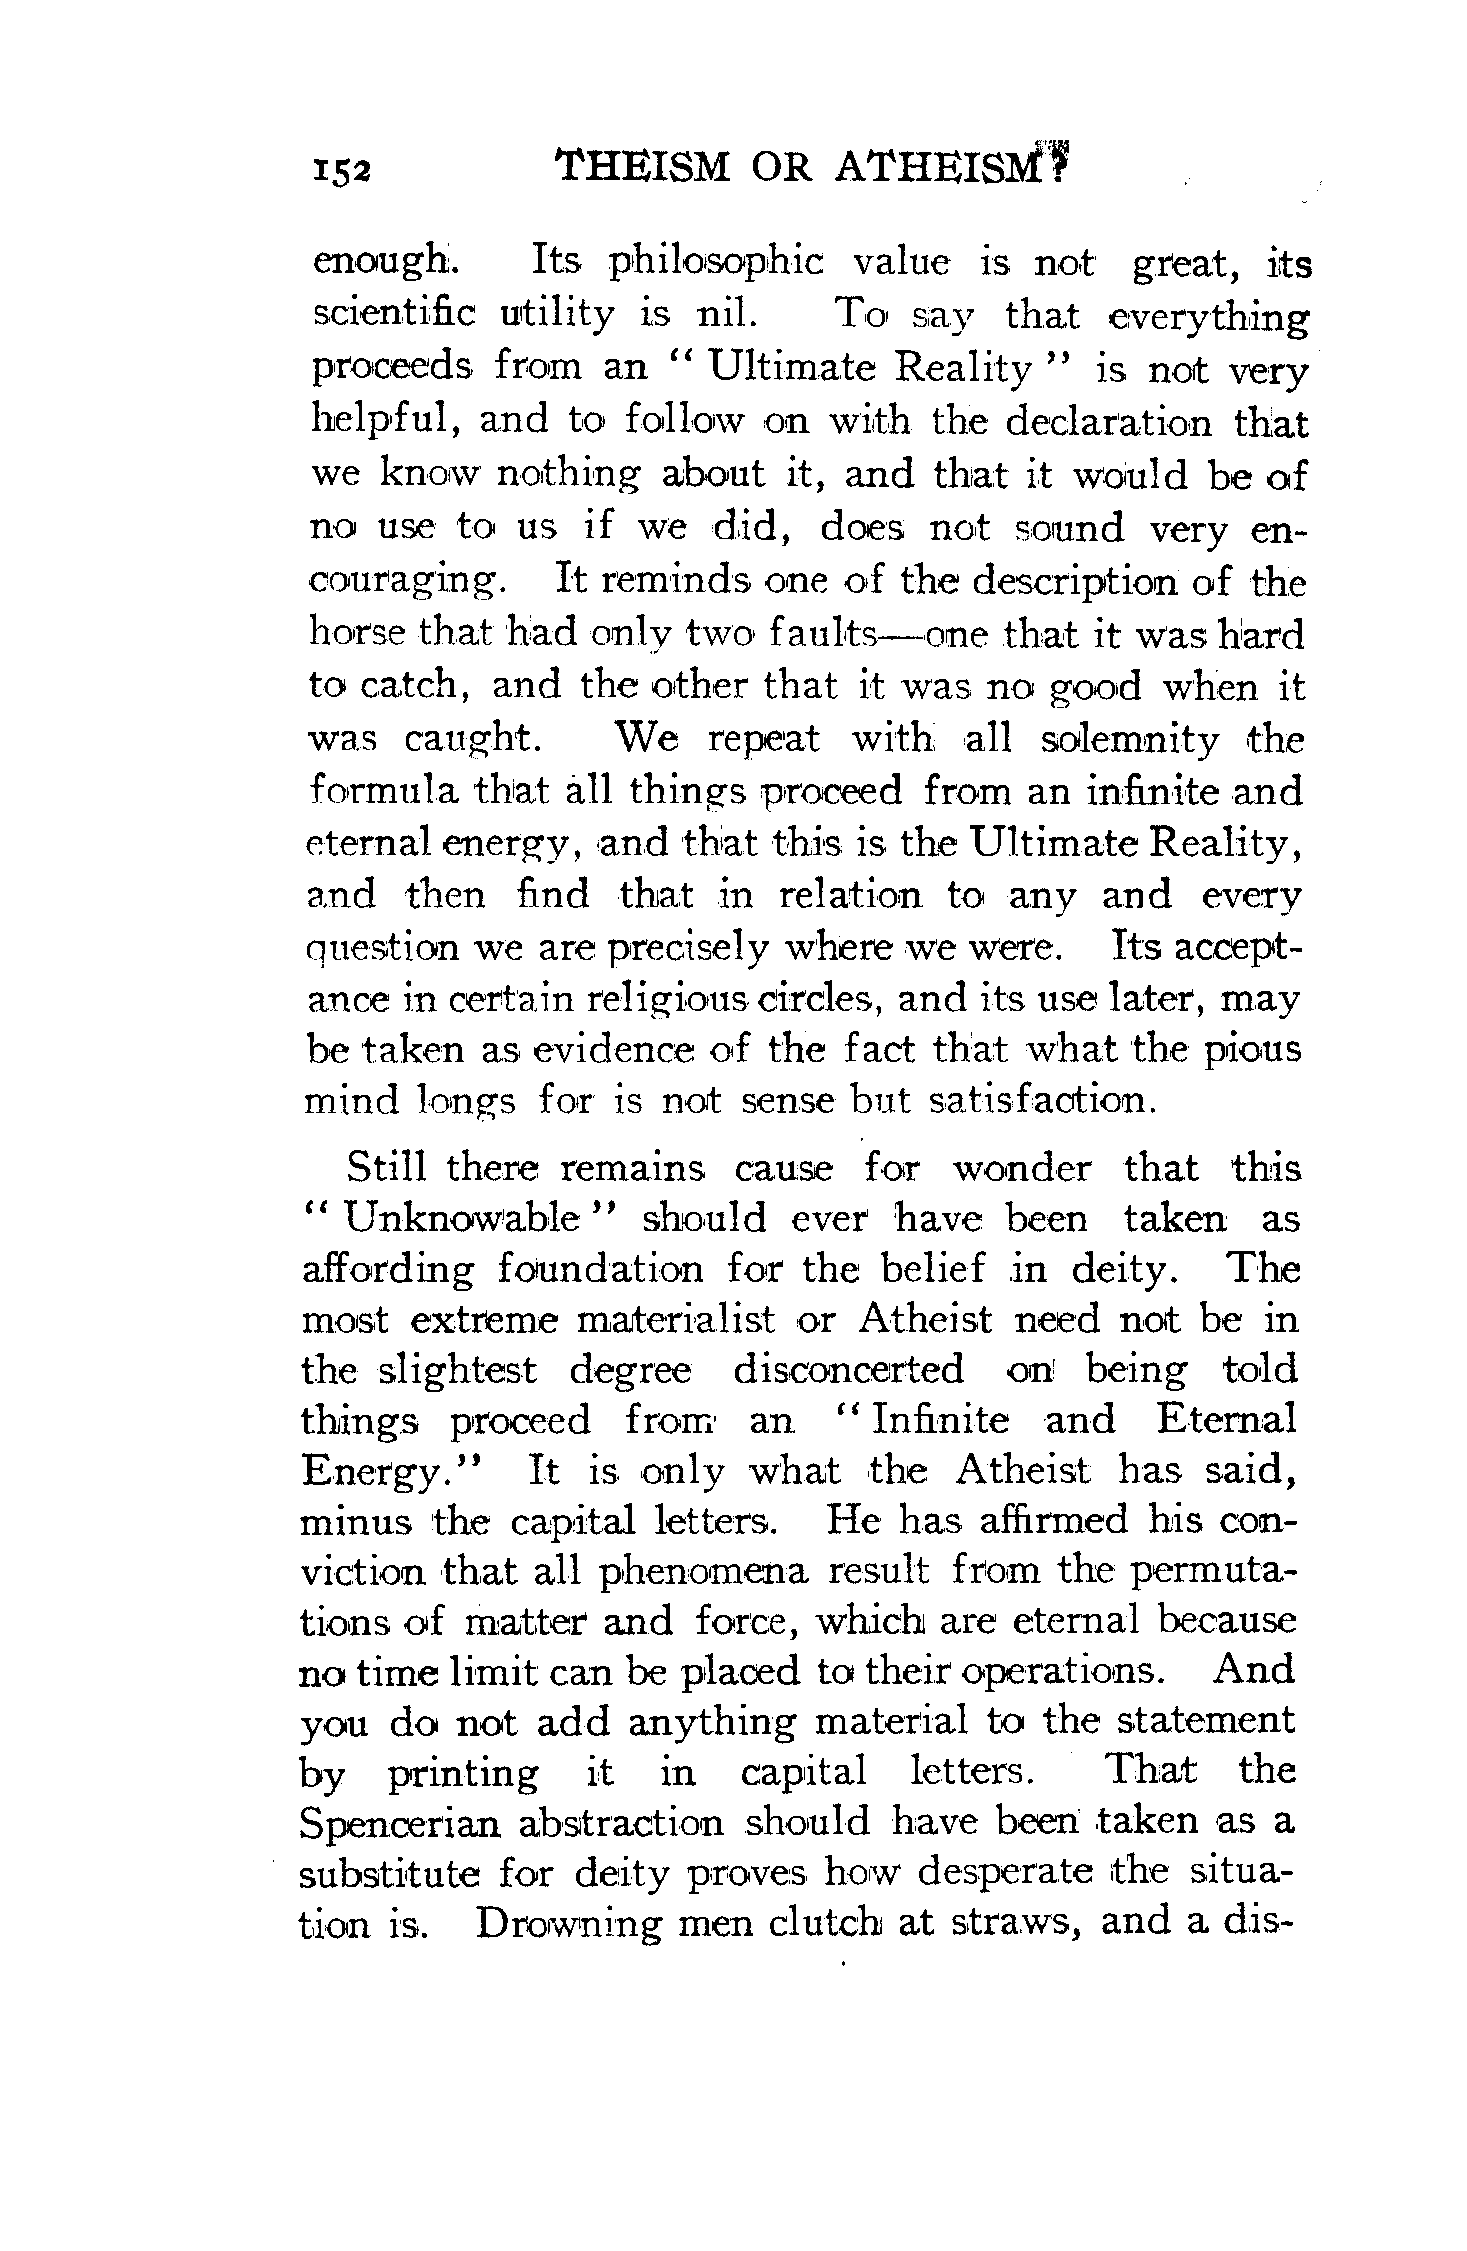 152 THEISM OR ATHEISM?
enough. Its philosophic value is not great, its
scientific utility is nil. To say that everything
proceeds from an “ Ultimate Reality ” is not very
helpful, and to follow on with the declaration that
we know nothing about it, and that it would be of
no use to us if we did, does not sound very en-
couraging. It reminds one of the description of the
horse that had only two faults—one that it was hard
to catch, and the other that it was no good when it
was caught. We repeat with all solemnity the
formula that all things proceed from an infinite and
eternal energy, and that this is the Ultimate Reality,
and then find that in relation to any and every
question we are precisely where we were. Its accept-
ance in certain religious circles, and its use later, may
be taken as evidence of the fact that what the pious
mind longs for is not sense but satisfaction.
Still there remains cause for wonder that this
“ Unknowable ” should ever have been taken as
affording foundation for the belief in deity. The
most extreme materialist or Atheist need not be in
the slightest degree disconcerted on being told
things proceed from an “ Infinite and Eternal
Energy.” It is only what the Atheist has said,
minus the capital letters. He has affirmed his con-
viction that all phenomena result from the permuta-
tions of matter and force, which are eternal because
no time limit can be placed to their operations. And
you do not add anything material to the statement
by printing it in capital letters. That the
Spencerian abstraction should have been taken as a
substitute for deity proves how desperate the situa-
tion is. Drowning men clutch at straws, and a dis-